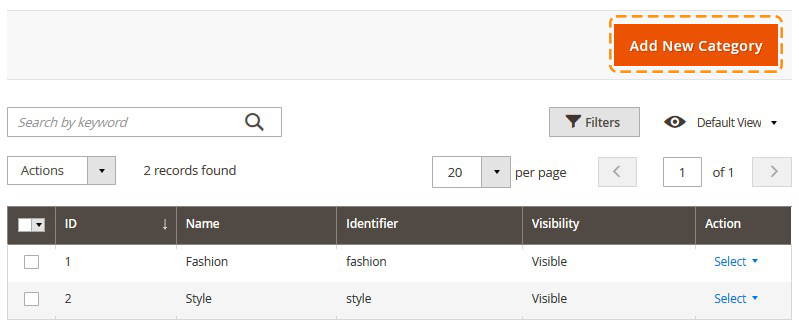 Add New Category
Search by keyword
Filters
Default View
Actions
2 records found
20
per page
1
of 1
ID ↓ Name Identifier Visibility Action
1 Fashion fashion Visible Select
2 Style style Visible Select